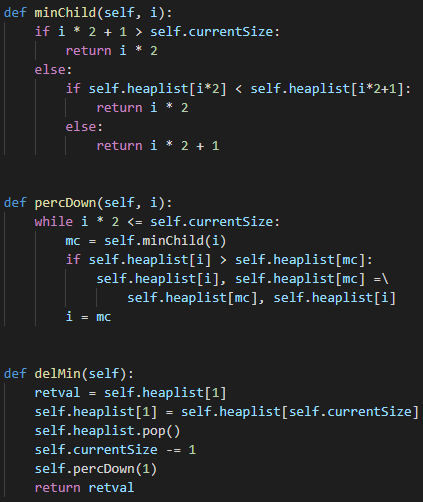 def minChild(self, i):
    if i * 2 + 1 > self.currentSize:
        return i * 2
    else:
        if self.heaplist[i*2] < self.heaplist[i*2+1]:
            return i * 2
        else:
            return i * 2 + 1
def percDown(self, i):
    while i * 2 <= self.currentSize:
        mc = self.minChild(i)
        if self.heaplist[i] > self.heaplist[mc]:
            self.heaplist[i], self.heaplist[mc] =\
                self.heaplist[mc], self.heaplist[i]
        i = mc
def delMin(self):
    retval = self.heaplist[1]
    self.heaplist[1] = self.heaplist[self.currentSize]
    self.heaplist.pop()
    self.currentSize -= 1
    self.percDown(1)
    return retval